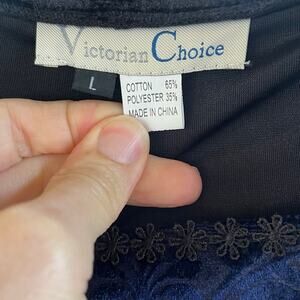 Victorian Choice
L
COTTON 65%
POLYESTER 35%
MADE IN CHINA